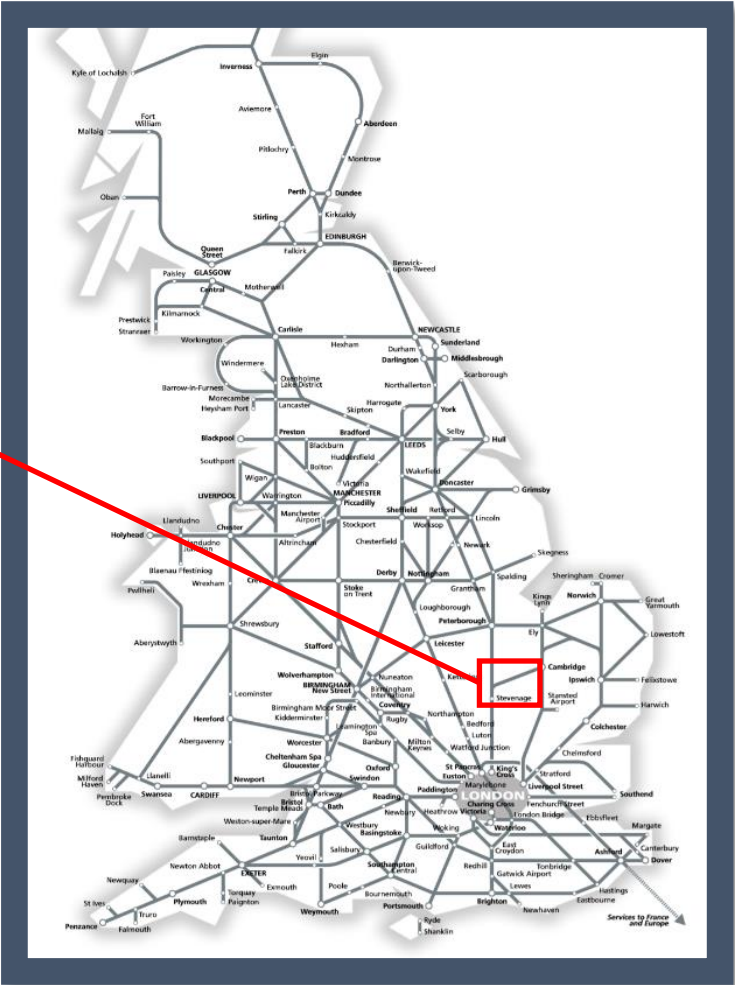 Elgin
Inverness
Kyle of Lochalsh
Aviemore
Fort
William
Mallaig
Aberdeen
Pitlochry
Montrose
Perth
Dundee
Oban
Stirling
Kirkcaldy
EDINBURGH
Queen
Street
Falkirk
Berwick-
upon-Tweed
Paisley
GLASGOW
Central
Motherwell
Kilmarnock
Prestwick
Stranraer
Carlisle
NEWCASTLE
Workington
Hexham
Sunderland
Durham
Darlington
Middlesbrough
Windermere
Scarborough
Oxenholme
Lake District
Barrow-in-Furness
Northallerton
Morecambe
Heysham Port
Lancaster
Harrogate
Skipton
York
Blackpool
Preston
Bradford
Selby
Hull
Blackburn
LEEDS
Southport
Bolton
Huddersfield
Wakefield
Wigan
Victoria
Doncaster
Grimsby
LIVERPOOL
Warrington
MANCHESTER
Piccadilly
Manchester
Airport
Sheffield
Retford
Llandudno
Chester
Stockport
Worksop
Lincoln
Holyhead
Llandudno
Junction
Altrincham
Chesterfield
Newark
Skegness
Blaenau Ffestiniog
Wrexham
Crewe
Derby
Nottingham
Spalding
Sheringham
Cromer
Pwllheli
Stoke
on Trent
Grantham
Kings
Lynn
Norwich
Great
Yarmouth
Loughborough
Shrewsbury
Peterborough
Ely
Lowestoft
Aberystwyth
Stafford
Leicester
Wolverhampton
Nuneaton
Cambridge
BIRMINGHAM
New Street
Birmingham
International
Ipswich
Felixstowe
Leominster
Coventry
Stevenage
Stansted
Airport
Harwich
Birmingham Moor Street
Hereford
Kidderminster
Rugby
Northampton
Bedford
Colchester
Leamington
Spa
Abergavenny
Worcester
Banbury
Milton
Keynes
Luton
Watford Junction
Chelmsford
Cheltenham Spa
Fishguard
Harbour
Gloucester
Oxford
St Pancras
Euston
King's
Cross
Stratford
Milford
Haven
Llanelli
Newport
Swindon
Paddington
Marylebone
Liverpool Street
Southend
Pembroke
Dock
Swansea
CARDIFF
Bristol Parkway
Reading
LONDON
Bristol
Temple Meads
Bath
Newbury
Heathrow
Victoria
Charing Cross
Fenchurch Street
London Bridge
Ebbsfleet
Weston-super-Mare
Westbury
Basingstoke
Woking
Waterloo
Margate
Barnstaple
Taunton
Salisbury
Guildford
East
Croydon
Ashford
Canterbury
Newton Abbot
Yeovil
Southampton
Central
Redhill
Tonbridge
Dover
Gatwick Airport
Newquay
EXETER
Exmouth
Poole
Bournemouth
Lewes
Hastings
Torquay
Paignton
Eastbourne
St Ives
Plymouth
Weymouth
Portsmouth
Brighton
Newhaven
Truro
Penzance
Falmouth
Ryde
Shanklin
Services to France
and Europe